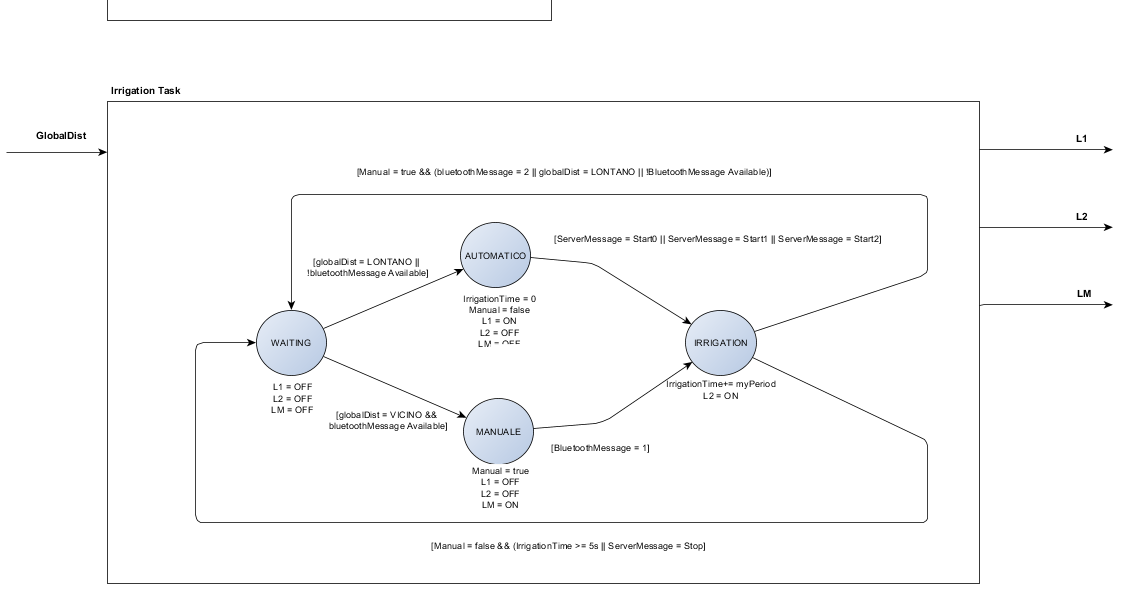 Irrigation Task
GlobalDist
L1
[Manual = true && (bluetoothMessage = 2 || globalDist = LONTANO || !BluetoothMessage Available)]
L2
[ServerMessage = Start0 || ServerMessage = Start1 || ServerMessage = Start2]
AUTOMATICO
[globalDist = LONTANO ||
!bluetoothMessage Available]
LM
IrrigationTime = 0
Manual = false
L1 = ON
L2 = OFF
LM = OFF
WAITING
IRRIGATION
L1 = OFF
L2 = OFF
LM = OFF
IrrigationTime+= myPeriod
L2 = ON
[globalDist = VICINO &&
bluetoothMessage Available]
MANUALE
[BluetoothMessage = 1]
Manual = true
L1 = OFF
L2 = OFF
LM = ON
[Manual = false && (IrrigationTime >= 5s || ServerMessage = Stop]